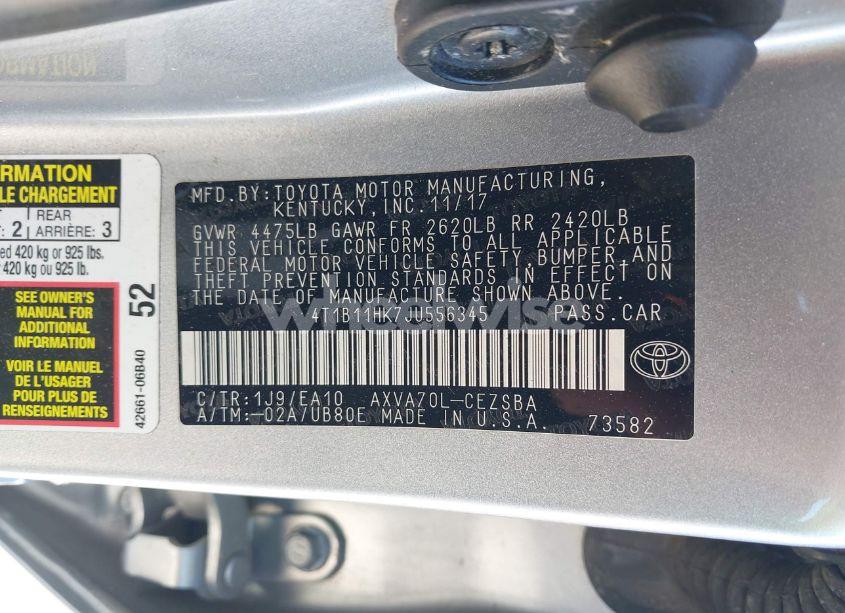 RMATION
LE CHARGEMENT
2
REAR
ARRIÈRE: 3
ed 420 kg or 925 lbs.
420 kg ou 925 lb.
SEE OWNER'S
MANUAL FOR
ADDITIONAL
INFORMATION
VOIR LE MANUEL
DE L'USAGER
POUR PLUS DE
RENSEIGNEMENTS
52
42661-06B40
MFD.BY:TOYOTA MOTOR MANUFACTURING,
KENTUCKY,INC.11/17
GVWR 4475LB GAWR FR 2620LB RR 2420LB
THIS VEHICLE CONFORMS TO ALL APPLICABLE
FEDERAL MOTOR VEHICLE SAFETY,BUMPER,AND
THEFT PREVENTION STANDARDS IN EFFECT ON
THE DATE OF MANUFACTURE SHOWN ABOVE.
4T1B11HK7JU556345 PASS.CAR
wheelwise
C/TR:1J9/EA10 AXVA70L-CEZSBA
A/TM:-02A/UB80E MADE IN U.S.A. 73582